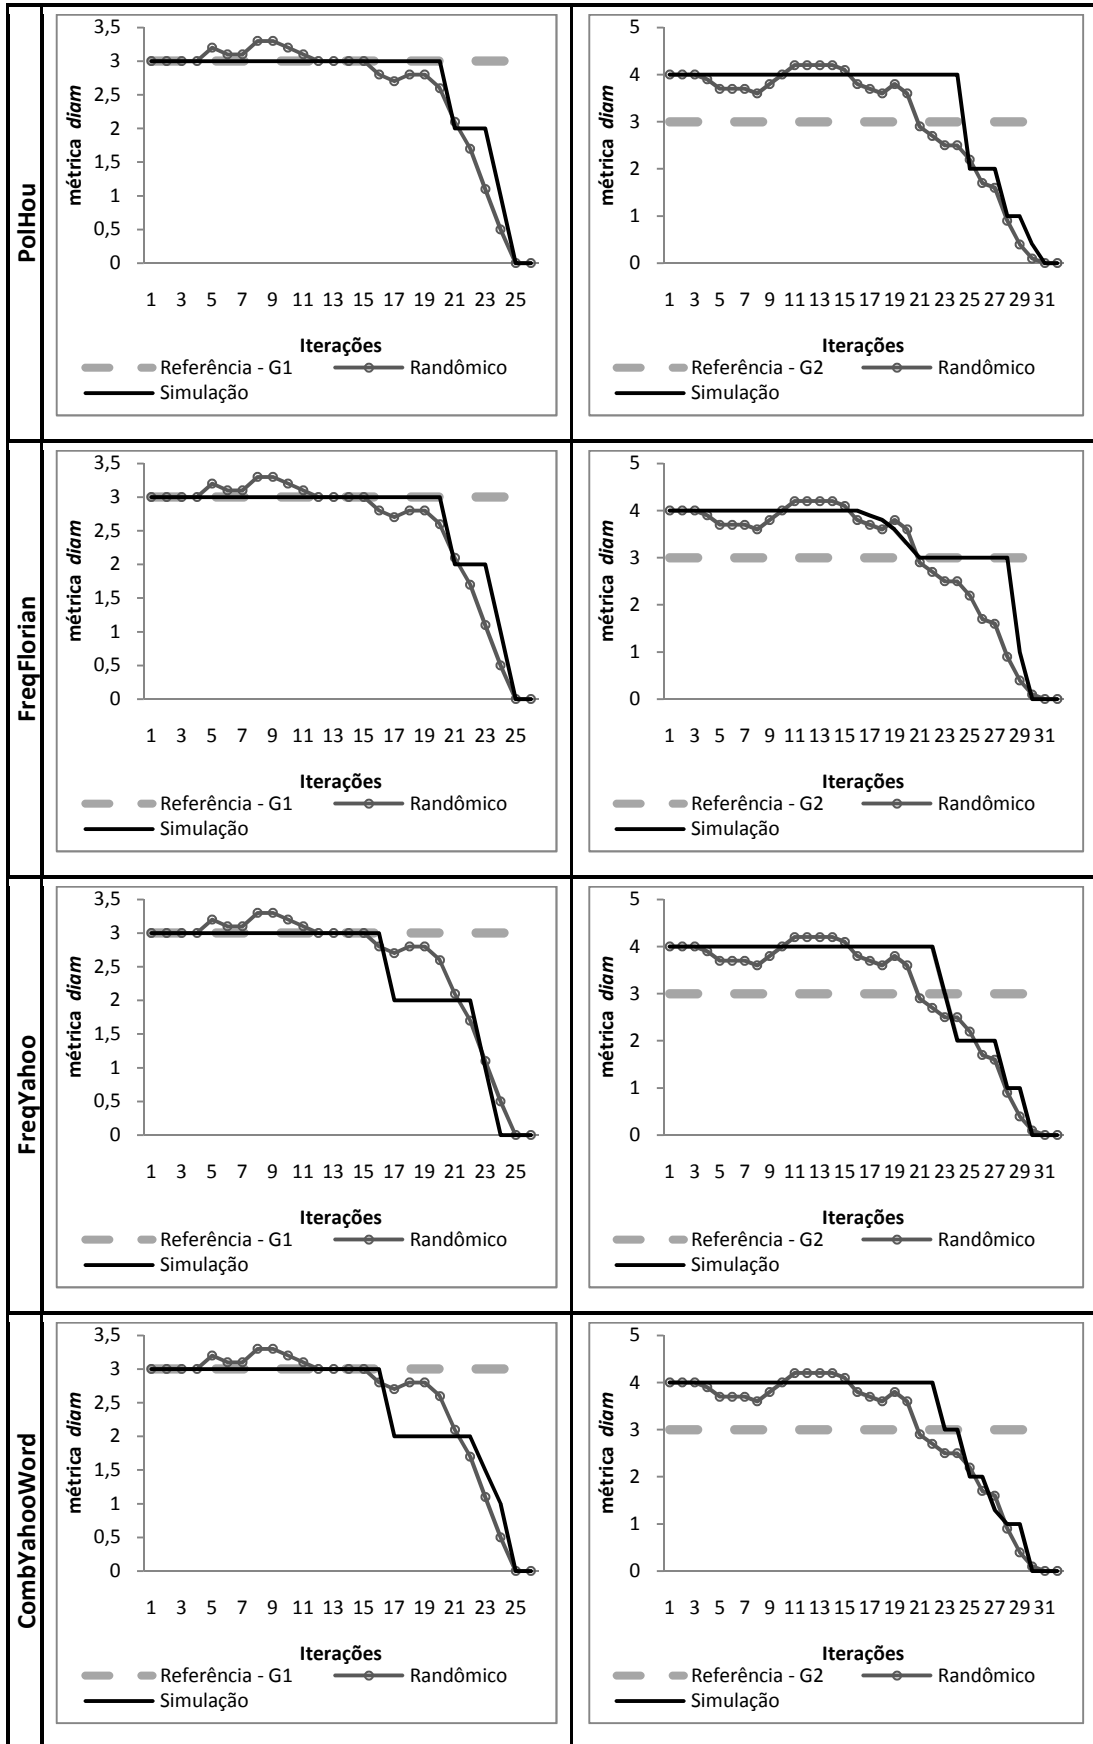 PolHou
métrica diam
3,5
3
2,5
2
1,5
1
0,5
0
1 3 5 7 9 11 13 15 17 19 21 23 25
Iterações
Referência - G1 Randômico
Simulação
métrica diam
5
4
3
2
1
0
1 3 5 7 9 11 13 15 17 19 21 23 25 27 29 31
Iterações
Referência - G2 Randômico
Simulação
FreqFlorian
métrica diam
3,5
3
2,5
2
1,5
1
0,5
0
1 3 5 7 9 11 13 15 17 19 21 23 25
Iterações
Referência - G1 Randômico
Simulação
métrica diam
5
4
3
2
1
0
1 3 5 7 9 11 13 15 17 19 21 23 25 27 29 31
Iterações
Referência - G2 Randômico
Simulação
FreqYahoo
métrica diam
3,5
3
2,5
2
1,5
1
0,5
0
1 3 5 7 9 11 13 15 17 19 21 23 25
Iterações
Referência - G1 Randômico
Simulação
métrica diam
5
4
3
2
1
0
1 3 5 7 9 11 13 15 17 19 21 23 25 27 29 31
Iterações
Referência - G2 Randômico
Simulação
CombYahooWord
métrica diam
3,5
3
2,5
2
1,5
1
0,5
0
1 3 5 7 9 11 13 15 17 19 21 23 25
Iterações
Referência - G1 Randômico
Simulação
métrica diam
5
4
3
2
1
0
1 3 5 7 9 11 13 15 17 19 21 23 25 27 29 31
Iterações
Referência - G2 Randômico
Simulação